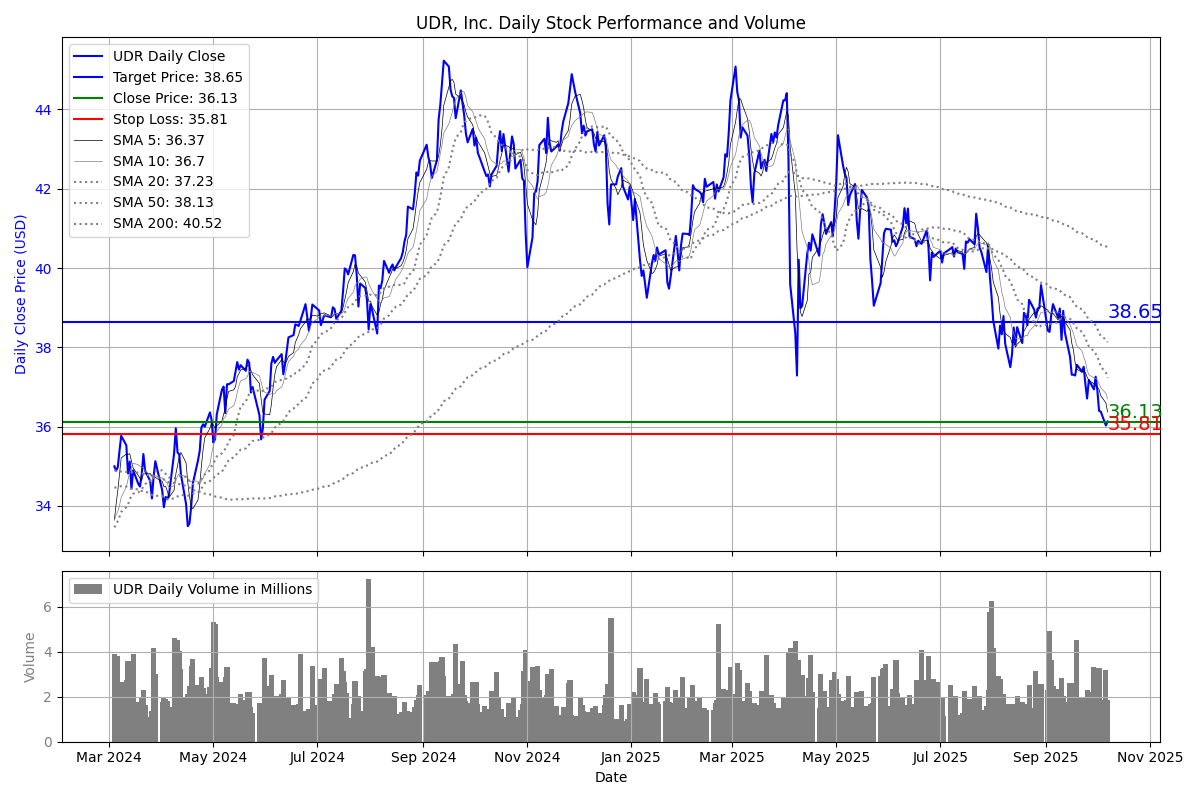 UDR, Inc. Daily Stock Performance and Volume
UDR Daily Close
Target Price: 38.65
Close Price: 36.13
Stop Loss: 35.81
SMA 5: 36.37
SMA 10: 36.7
SMA 20: 37.23
SMA 50: 38.13
SMA 200: 40.52
Daily Close Price (USD)
44
42
40
38
36
34
38.65
36.13
35.81
UDR Daily Volume in Millions
Volume
6
4
2
0
Mar 2024 May 2024 Jul 2024 Sep 2024 Nov 2024 Jan 2025 Mar 2025 May 2025 Jul 2025 Sep 2025 Nov 2025
Date